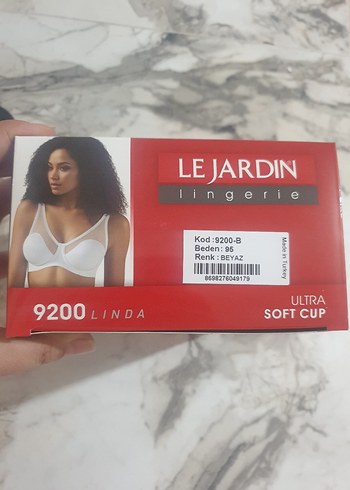 LE JARDIN
lingerie
Kod : 9200-B
Beden : 95
Renk : BEYAZ
8698276049179
Made in Turkey
9200 LINDA
ULTRA
SOFT CUP